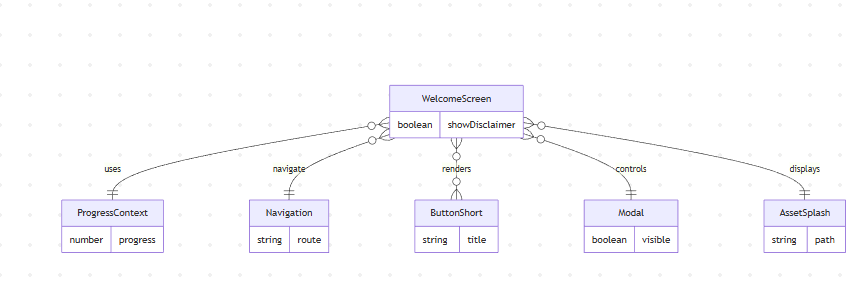 WelcomeScreen
boolean showDisclaimer
uses
navigate
renders
controls
displays
ProgressContext
number progress
Navigation
string route
ButtonShort
string title
Modal
boolean visible
AssetSplash
string path